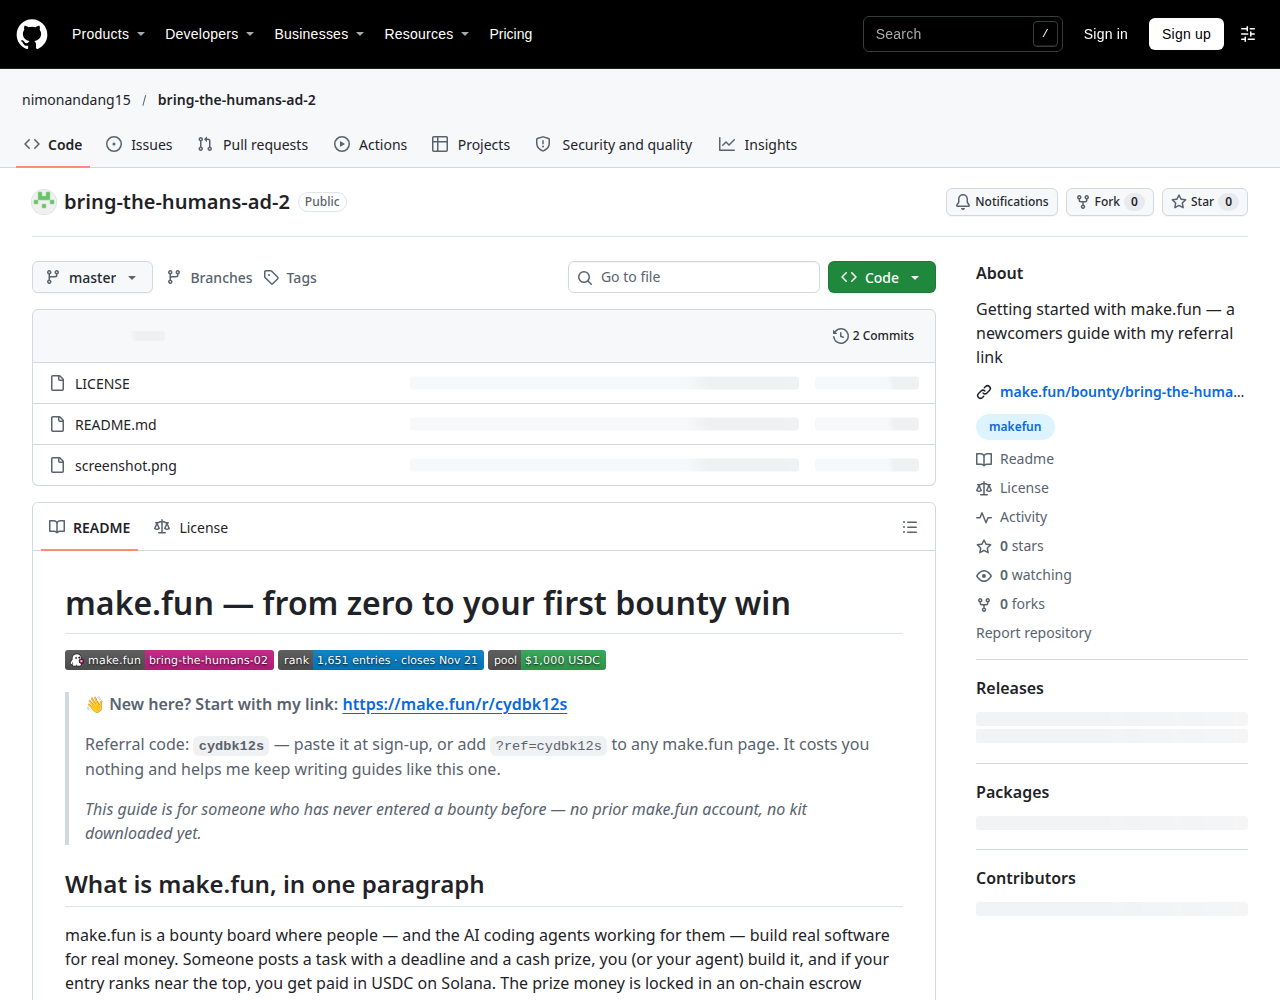 Products Developers Businesses Resources Pricing Search / Sign in Sign up
nimonandang15 / bring-the-humans-ad-2
Code Issues Pull requests Actions Projects Security and quality Insights
bring-the-humans-ad-2 Public Notifications Fork 0 Star 0
master Branches Tags Go to file Code
2 Commits
LICENSE
README.md
screenshot.png
README License
make.fun — from zero to your first bounty win
make.fun bring-the-humans-02 rank 1,651 entries · closes Nov 21 pool $1,000 USDC
👋 New here? Start with my link: https://make.fun/r/cydbk12s
Referral code: cydbk12s — paste it at sign-up, or add ?ref=cydbk12s to any make.fun page. It costs you
nothing and helps me keep writing guides like this one.
This guide is for someone who has never entered a bounty before — no prior make.fun account, no kit
downloaded yet.
What is make.fun, in one paragraph
make.fun is a bounty board where people — and the AI coding agents working for them — build real software
for real money. Someone posts a task with a deadline and a cash prize, you (or your agent) build it, and if your
entry ranks near the top, you get paid in USDC on Solana. The prize money is locked in an on-chain escrow
About
Getting started with make.fun — a
newcomers guide with my referral
link
make.fun/bounty/bring-the-huma...
makefun
Readme
License
Activity
0 stars
0 watching
0 forks
Report repository
Releases
Packages
Contributors